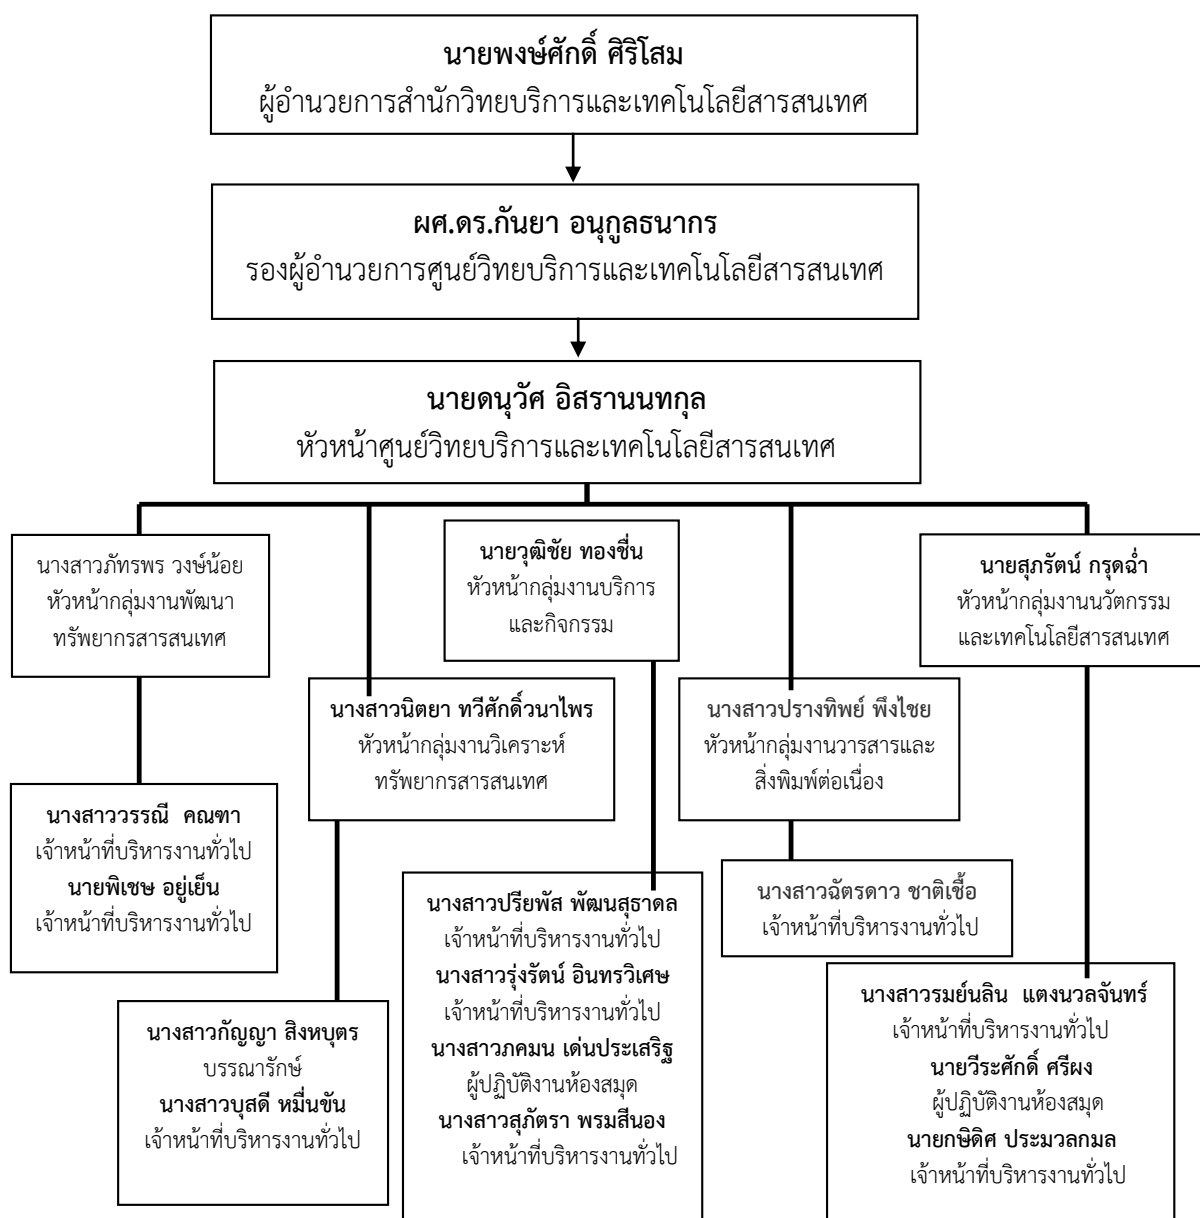 นายพงษ์ศักดิ์ ศิริโสม
ผู้อำนวยการสำนักวิทยบริการและเทคโนโลยีสารสนเทศ
ผศ.ดร.กันยา อนุกูลธนากร
รองผู้อำนวยการศูนย์วิทยบริการและเทคโนโลยีสารสนเทศ
นายดนุวัศ อิสรานนทกุล
หัวหน้าศูนย์วิทยบริการและเทคโนโลยีสารสนเทศ
นางสาวภัทรพร วงษ์น้อย
หัวหน้ากลุ่มงานพัฒนา
ทรัพยากรสารสนเทศ
นายวุฒิชัย ทองชื่น
หัวหน้ากลุ่มงานบริการ
และกิจกรรม
นายสุภรัตน์ กรุดฉ่ำ
หัวหน้ากลุ่มงานนวัตกรรม
และเทคโนโลยีสารสนเทศ
นางสาวนิตยา ทวีศักดิ์วนาไพร
หัวหน้ากลุ่มงานวิเคราะห์
ทรัพยากรสารสนเทศ
นางสาวปรางทิพย์ พึงไชย
หัวหน้ากลุ่มงานวารสารและ
สิ่งพิมพ์ต่อเนื่อง
นางสาววรรณี  คณฑา
เจ้าหน้าที่บริหารงานทั่วไป
นายพิเชษ อยู่เย็น
เจ้าหน้าที่บริหารงานทั่วไป
นางสาวกัญญา สิงหบุตร
บรรณารักษ์
นางสาวบุสดี หมื่นขัน
เจ้าหน้าที่บริหารงานทั่วไป
นางสาวปรียพัส พัฒนสุธาดล
เจ้าหน้าที่บริหารงานทั่วไป
นางสาวรุ่งรัตน์ อินทรวิเศษ
เจ้าหน้าที่บริหารงานทั่วไป
นางสาวภคมน เด่นประเสริฐ
ผู้ปฏิบัติงานห้องสมุด
นางสาวสุภัตรา พรมสีนอง
เจ้าหน้าที่บริหารงานทั่วไป
นางสาวฉัตรดาว ชาติเชื้อ
เจ้าหน้าที่บริหารงานทั่วไป
นางสาวรมย์นลิน  แตงนวลจันทร์
เจ้าหน้าที่บริหารงานทั่วไป
นายวีระศักดิ์ ศรีผง
ผู้ปฏิบัติงานห้องสมุด
นายกษิดิศ ประมวลกมล
เจ้าหน้าที่บริหารงานทั่วไป